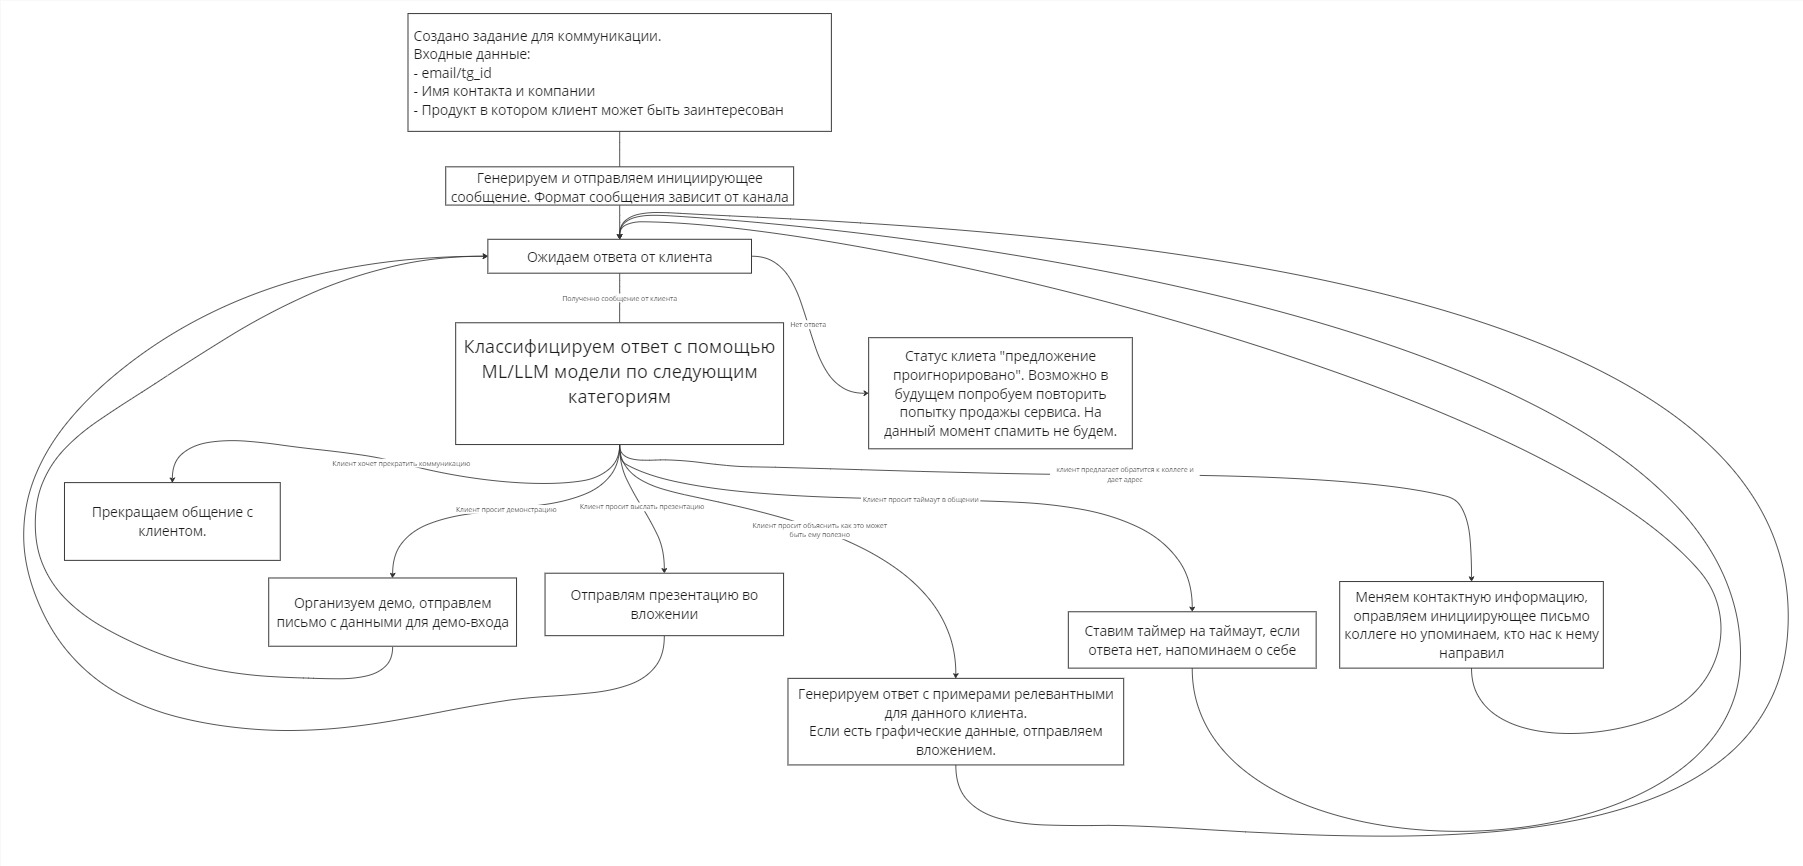 Создано задание для коммуникации.
Входные данные:
- email/tg_id
- Имя контакта и компании
- Продукт в котором клиент может быть заинтересован
Генерируем и отправляем инициирующее
сообщение. Формат сообщения зависит от канала
Ожидаем ответа от клиента
Полученно сообщение от клиента
Нет ответа
Классифицируем ответ с помощью
ML/LLM модели по следующим
категориям
Статус клиета "предложение
проигнорировано". Возможно в
будущем попробуем повторить
попытку продажы сервиса. На
данный момент спамить не будем.
Клиент хочет прекратить коммуникацию
клиент предлагает обратится к коллеге и
дает адрес
Клиент просит демонстрацию
Клиент просит выслать презентацию
Клиент просит таймаут в общении
Клиент просит объяснить как это может
быть ему полезно
Прекращаем общение с
клиентом.
Организуем демо, отправлем
письмо с данными для демо-входа
Отправлям презентацию во
вложении
Генерируем ответ с примерами релевантными
для данного клиента.
Если есть графические данные, отправляем
вложением.
Ставим таймер на таймаут, если
ответа нет, напоминаем о себе
Меняем контактную информацию,
оправляем инициирующее письмо
коллеге но упоминаем, кто нас к нему
направил